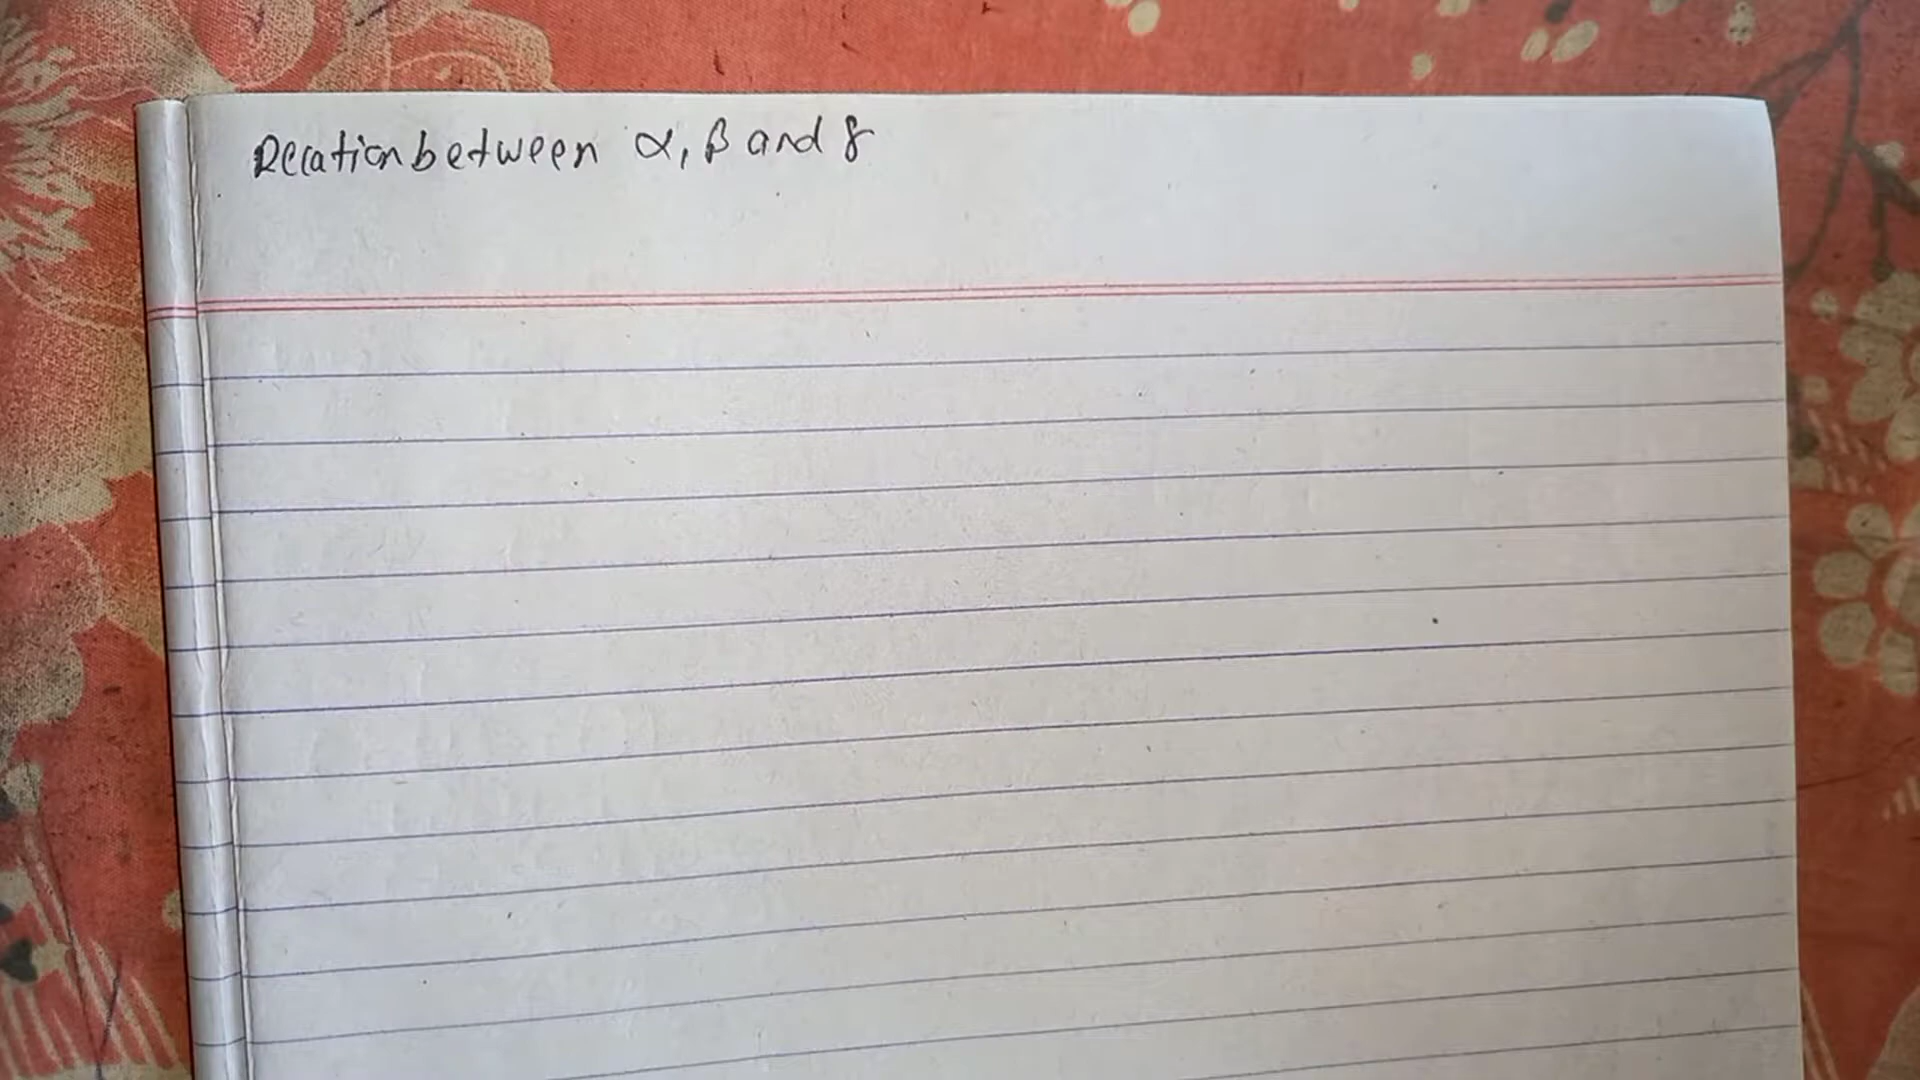 Relation between α, β and γ